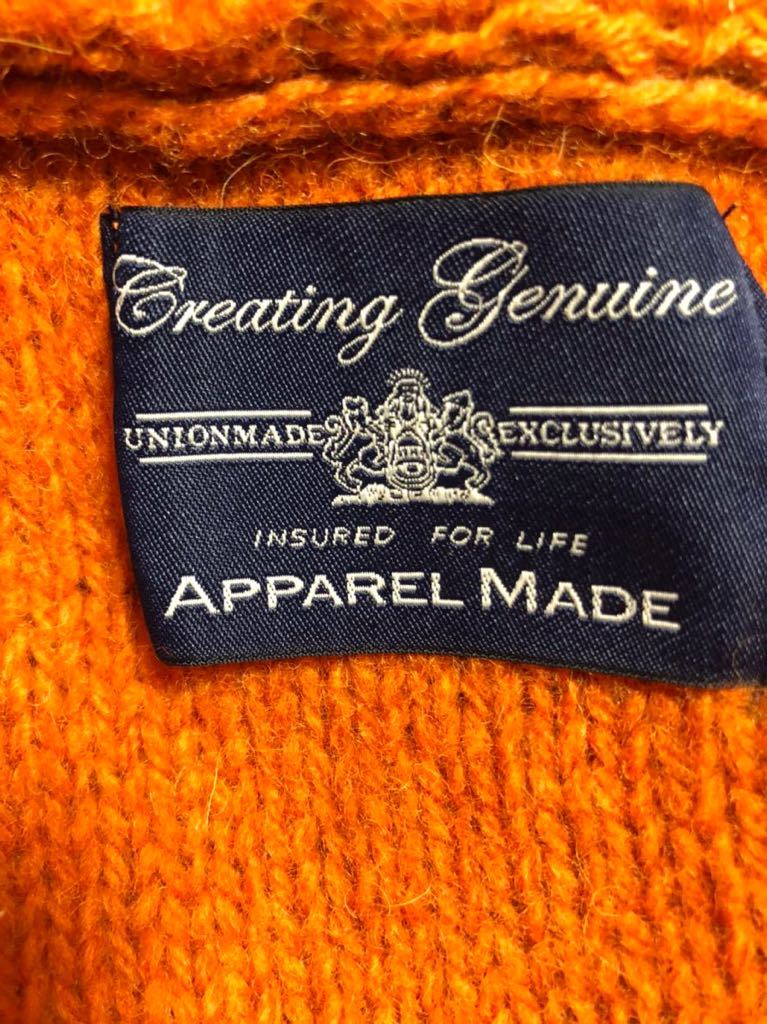 Creating Genuine
UNIONMADE EXCLUSIVELY
INSURED FOR LIFE
APPAREL MADE